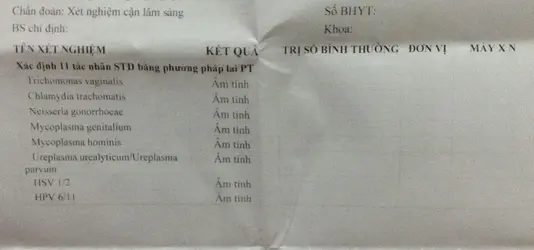 Chẩn đoán: Xét nghiệm cận lâm sàng
Số BHYT:
BS chỉ định:
Khoa:
TÊN XÉT NGHIỆM KẾT QUẢ TRỊ SỐ BÌNH THƯỜNG ĐƠN VỊ MÁY X N
Xác định 11 tác nhân STD bằng phương pháp lai PT
Trichomonas vaginalis Âm tính
Chlamydia trachomatis Âm tính
Neisseria gonorrhoeae Âm tính
Mycoplasma genitalium Âm tính
Mycoplasma hominis Âm tính
Ureplasma urealyticum/Ureplasma Âm tính
parvum
HSV 1/2 Âm tính
HPV 6/11 Âm tính